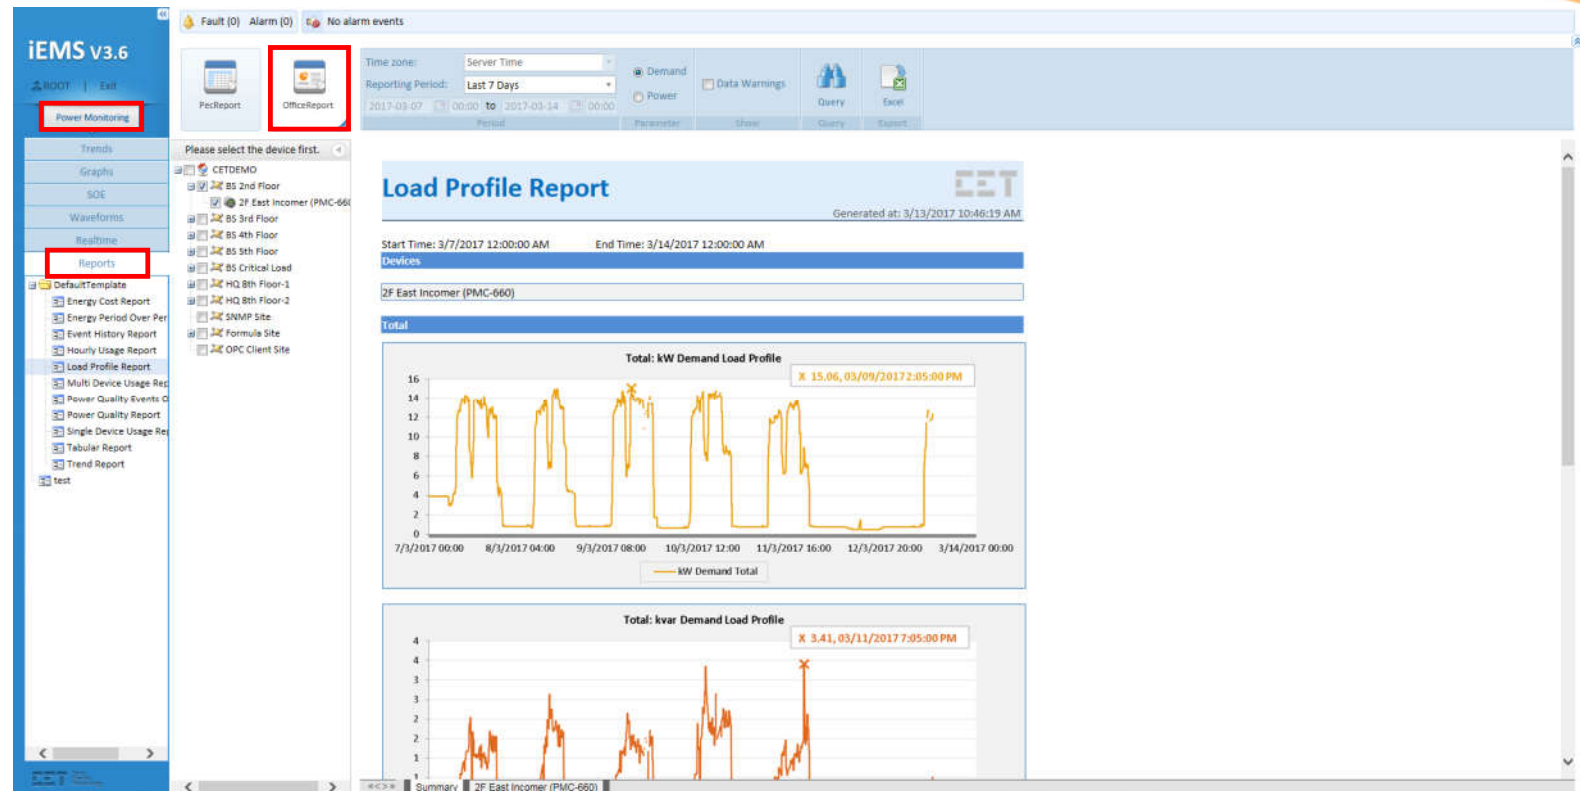 Fault (0) Alarm (0) No alarm events
iEMS V3.6
ROOT | Exit
Power Monitoring
Trends
Graphs
SOE
Waveforms
Realtime
Reports
DefaultTemplate
Energy Cost Report
Energy Period Over Per
Event History Report
Hourly Usage Report
Load Profile Report
Multi Device Usage Rep
Power Quality Events O
Power Quality Report
Single Device Usage Rep
Tabular Report
Trend Report
test
CET
PecReport
OfficeReport
Time zone: Server Time
Reporting Period: Last 7 Days
2017-03-07 00:00 to 2017-03-14 00:00
Period
Demand
Power
Parameter
Data Warnings
Show
Query
Query
Excel
Export
Please select the device first.
CETDEMO
BS 2nd Floor
2F East Incomer (PMC-660
BS 3rd Floor
BS 4th Floor
BS 5th Floor
BS Critical Load
HQ 8th Floor-1
HQ 8th Floor-2
SNMP Site
Formula Site
OPC Client Site
Load Profile Report
CET
Generated at: 3/13/2017 10:46:19 AM
Start Time: 3/7/2017 12:00:00 AM End Time: 3/14/2017 12:00:00 AM
Devices
2F East Incomer (PMC-660)
Total
Total: kW Demand Load Profile
X 15.06, 03/09/2017 2:05:00 PM
16
14
12
10
8
6
4
2
0
7/3/2017 00:00 8/3/2017 04:00 9/3/2017 08:00 10/3/2017 12:00 11/3/2017 16:00 12/3/2017 20:00 3/14/2017 00:00
kW Demand Total
Total: kvar Demand Load Profile
X 3.41, 03/11/2017 7:05:00 PM
4
4
3
3
2
2
1
1
Summary 2F East Incomer (PMC-660)